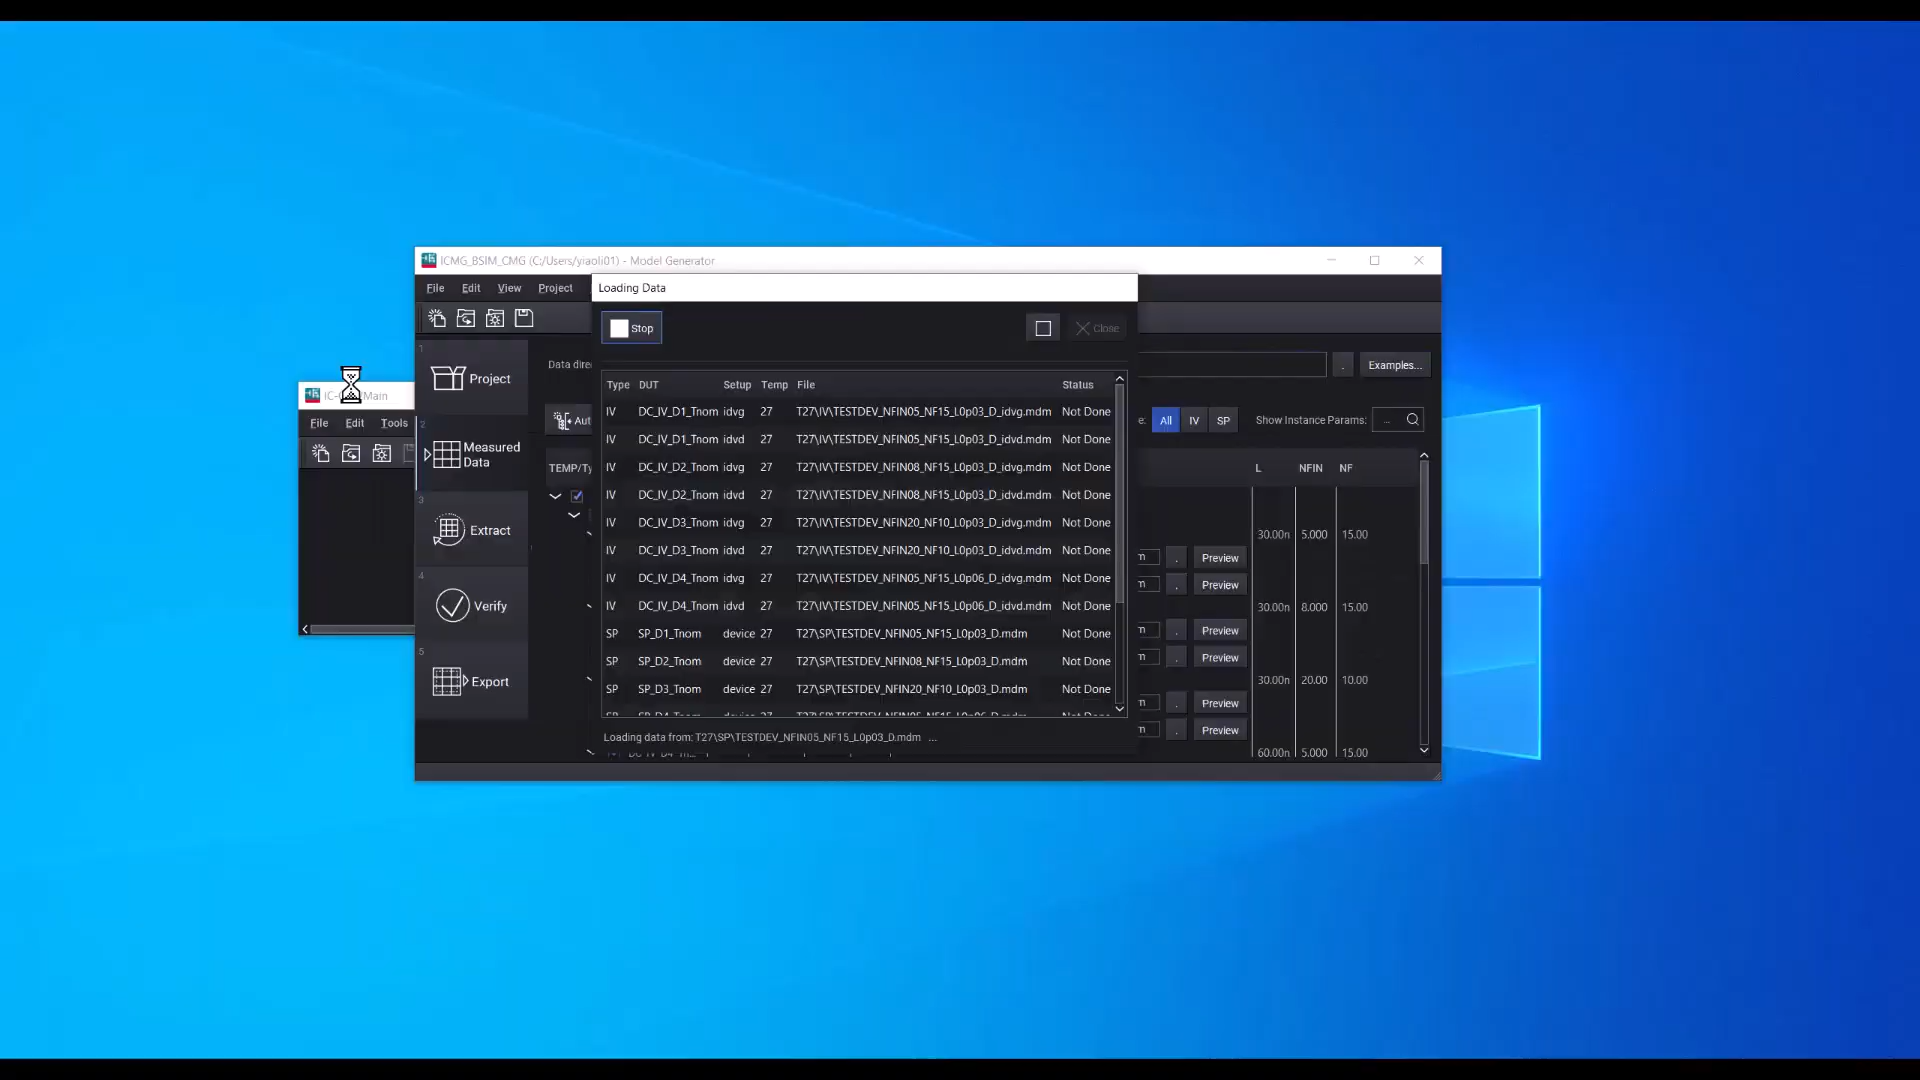 ICMG_BSIM_CMG (C:/Users/yiaoli01) - Model Generator
File Edit View Project
Loading Data
Stop
Close
1
Project
2
Measured
Data
3
Extract
4
Verify
5
Export
Main
File Edit Tools
Data dire
. Examples...
Aut
e: All IV SP Show Instance Params: ...
TEMP/Ty
L NFIN NF
Type DUT Setup Temp File Status
IV DC_IV_D1_Tnom idvg 27 T27\IV\TESTDEV_NFIN05_NF15_L0p03_D_idvg.mdm Not Done
IV DC_IV_D1_Tnom idvd 27 T27\IV\TESTDEV_NFIN05_NF15_L0p03_D_idvd.mdm Not Done
IV DC_IV_D2_Tnom idvg 27 T27\IV\TESTDEV_NFIN08_NF15_L0p03_D_idvg.mdm Not Done
IV DC_IV_D2_Tnom idvd 27 T27\IV\TESTDEV_NFIN08_NF15_L0p03_D_idvd.mdm Not Done
IV DC_IV_D3_Tnom idvg 27 T27\IV\TESTDEV_NFIN20_NF10_L0p03_D_idvg.mdm Not Done
IV DC_IV_D3_Tnom idvd 27 T27\IV\TESTDEV_NFIN20_NF10_L0p03_D_idvd.mdm Not Done
IV DC_IV_D4_Tnom idvg 27 T27\IV\TESTDEV_NFIN05_NF15_L0p06_D_idvg.mdm Not Done
IV DC_IV_D4_Tnom idvd 27 T27\IV\TESTDEV_NFIN05_NF15_L0p06_D_idvd.mdm Not Done
SP SP_D1_Tnom device 27 T27\SP\TESTDEV_NFIN05_NF15_L0p03_D.mdm Not Done
SP SP_D2_Tnom device 27 T27\SP\TESTDEV_NFIN08_NF15_L0p03_D.mdm Not Done
SP SP_D3_Tnom device 27 T27\SP\TESTDEV_NFIN20_NF10_L0p03_D.mdm Not Done
Loading data from: T27\SP\TESTDEV_NFIN05_NF15_L0p03_D.mdm ...
30.00n 5.000 15.00
m . Preview
m . Preview
30.00n 8.000 15.00
m . Preview
m . Preview
30.00n 20.00 10.00
m . Preview
m . Preview
60.00n 5.000 15.00